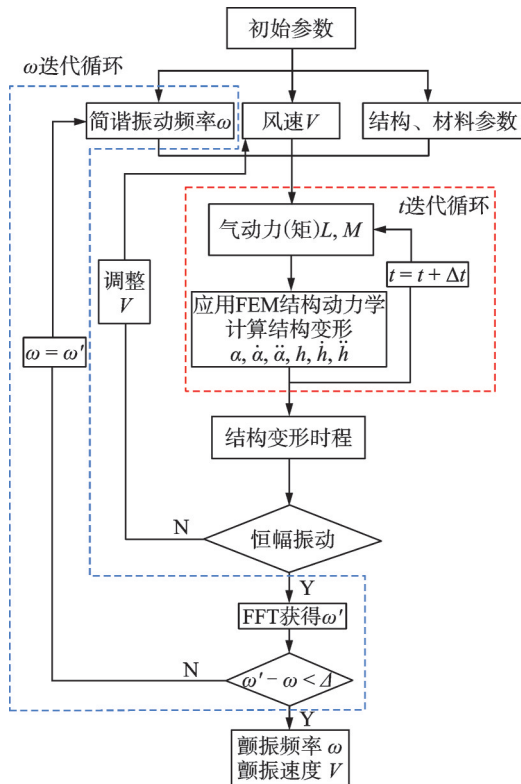 初始参数
ω迭代循环
简谐振动频率ω
风速V
结构、材料参数
t迭代循环
气动力(矩)L, M
t = t + Δt
调整
V
应用FEM结构动力学
计算结构变形
α, α̇, α̈, h, ḣ, ḧ
ω = ω′
结构变形时程
N
恒幅振动
Y
FFT获得ω′
N
ω′ − ω < Δ
Y
颤振频率 ω
颤振速度 V